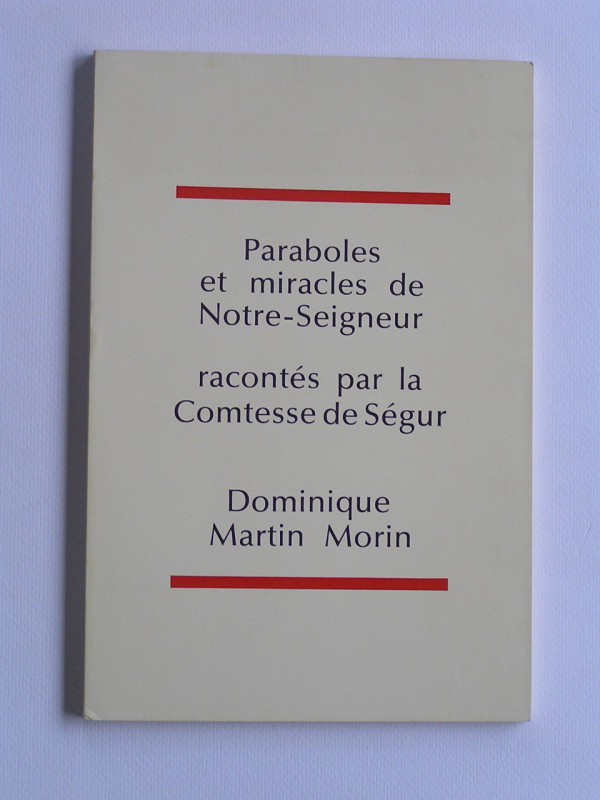 Paraboles
et miracles de
Notre-Seigneur
racontés par la
Comtesse de Ségur
Dominique
Martin Morin